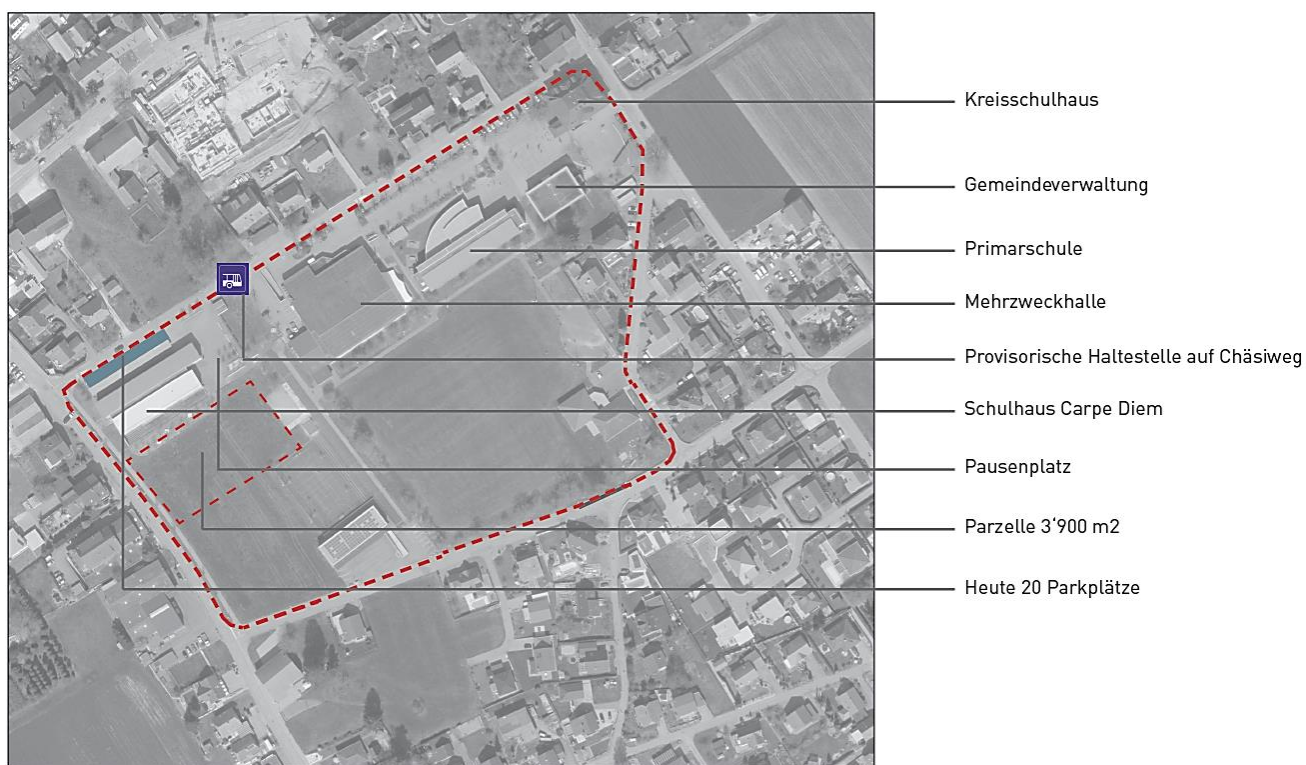 Kreisschulhaus
Gemeindeverwaltung
Primarschule
Mehrzweckhalle
Provisorische Haltestelle auf Chäsiweg
Schulhaus Carpe Diem
Pausenplatz
Parzelle 3‘900 m2
Heute 20 Parkplätze